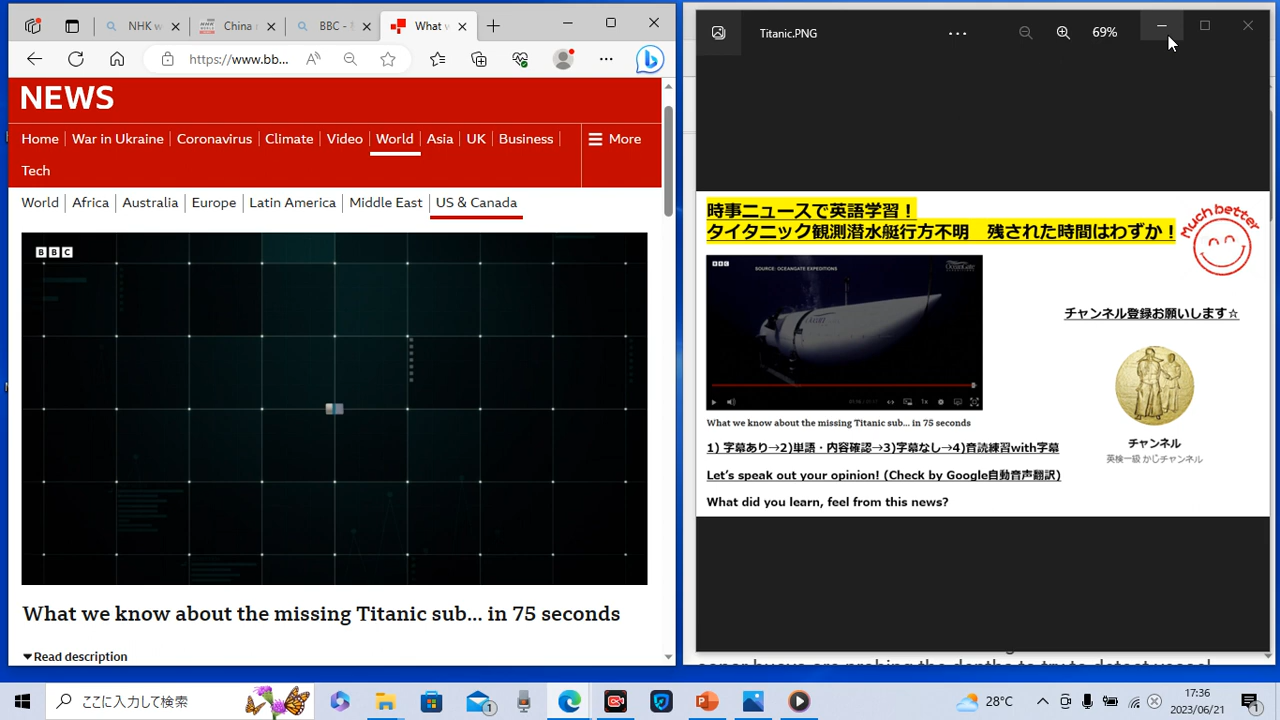 NHK w
China r
BBC - 
What v
https://www.bb...
NEWS
Home
War in Ukraine
Coronavirus
Climate
Video
World
Asia
UK
Business
More
Tech
World
Africa
Australia
Europe
Latin America
Middle East
US & Canada
BBC
What we know about the missing Titanic sub... in 75 seconds
Read description
Titanic.PNG
69%
時事ニュースで英語学習！
タイタニック観測潜水艇行方不明　残された時間はわずか！
Much better
BBC
SOURCE: OCEANGATE EXPEDITIONS
OceanGate
What we know about the missing Titanic sub... in 75 seconds
チャンネル登録お願いします☆
チャンネル
英検一級 かじチャンネル
1) 字幕あり→2)単語・内容確認→3)字幕なし→4)音読練習with字幕
Let's speak out your opinion! (Check by Google自動音声翻訳)
What did you learn, feel from this news?
ここに入力して検索
1
28°C
17:36
2023/06/21
1